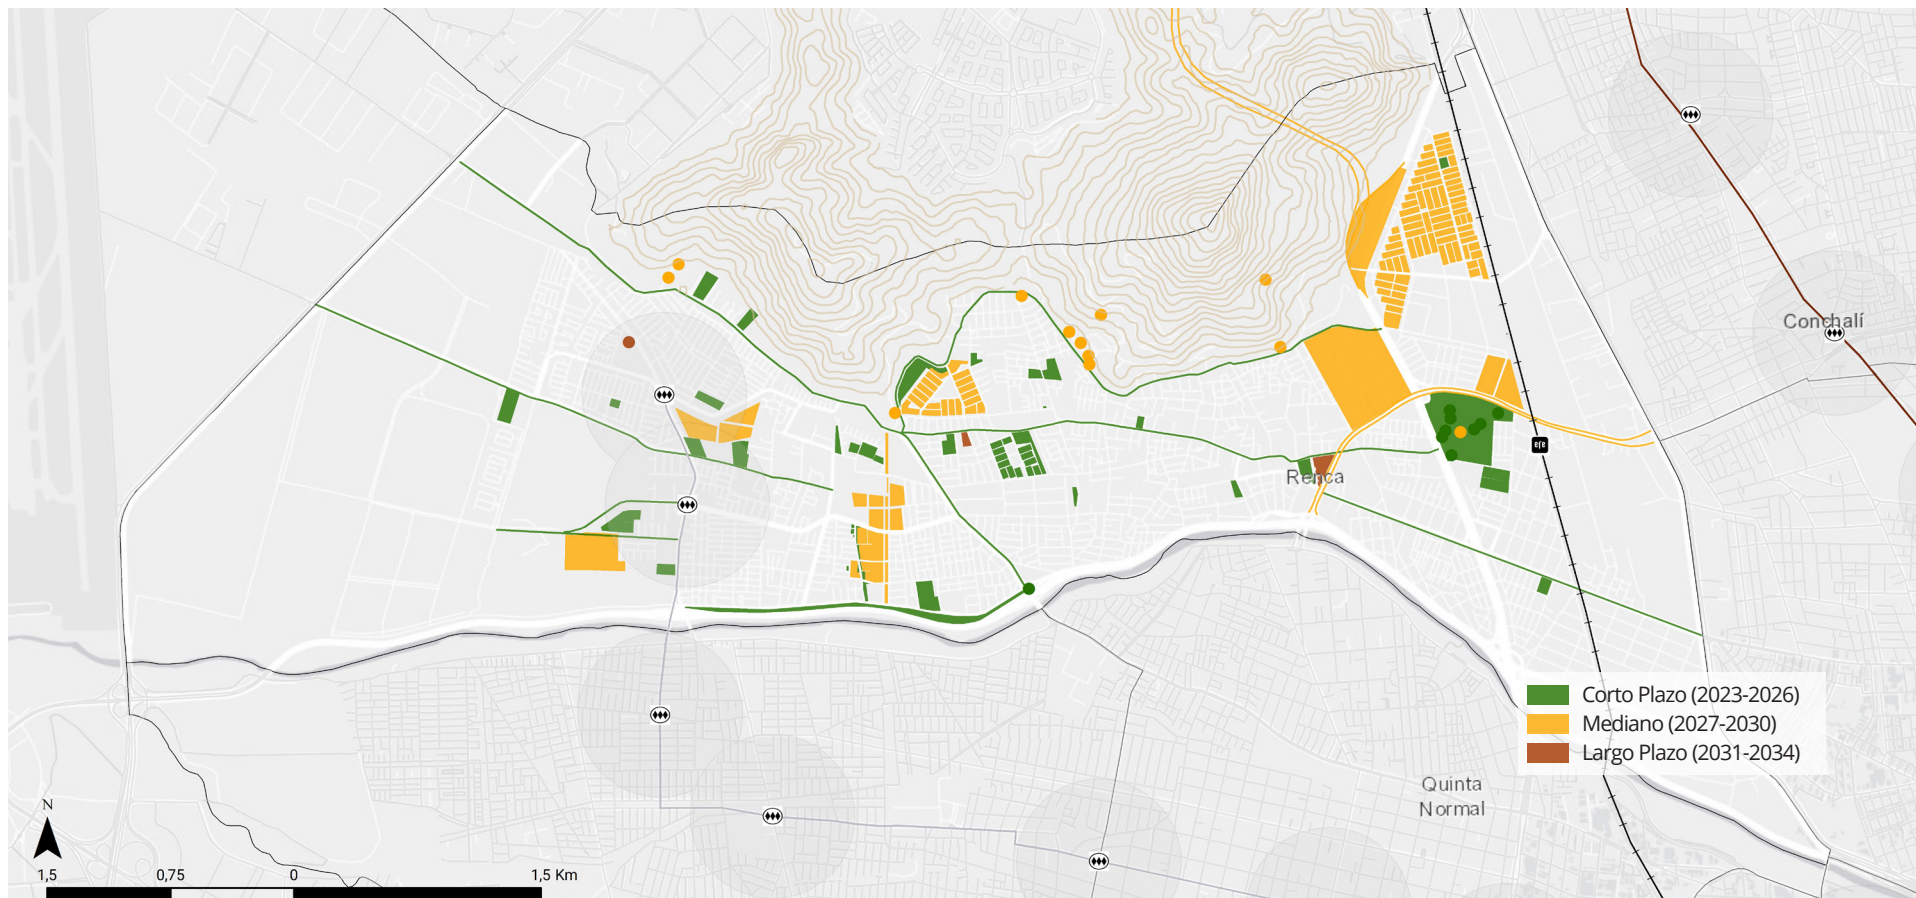 Conchalí
Renca
Corto Plazo (2023-2026)
Mediano (2027-2030)
Largo Plazo (2031-2034)
Quinta
Normal
N
1,5 0,75 0 1,5 Km